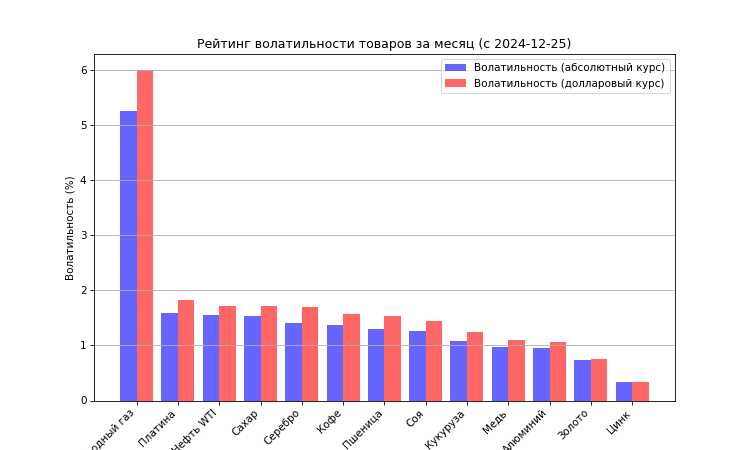 Рейтинг волатильности товаров за месяц (с 2024-12-25)
Волатильность (абсолютный курс)
Волатильность (долларовый курс)
Волатильность (%)
6
5
4
3
2
1
0
газ
Платина
Нефть WTI
Сахар
Серебро
Кофе
Пшеница
Соя
Кукуруза
Медь
Алюминий
Золото
Цинк